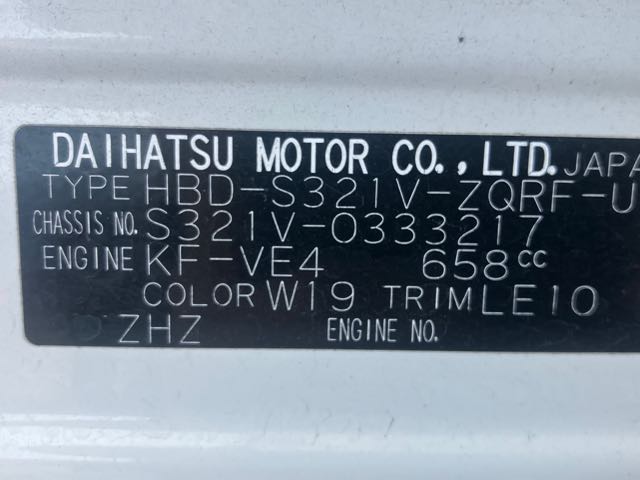 DAIHATSU MOTOR CO.,LTD. JAPA
TYPE HBD-S321V-ZQRF-U
CHASSIS NO. S321V-0333217
ENGINE KF-VE4 658cc
COLOR W19 TRIM LE10
ZHZ ENGINE NO.